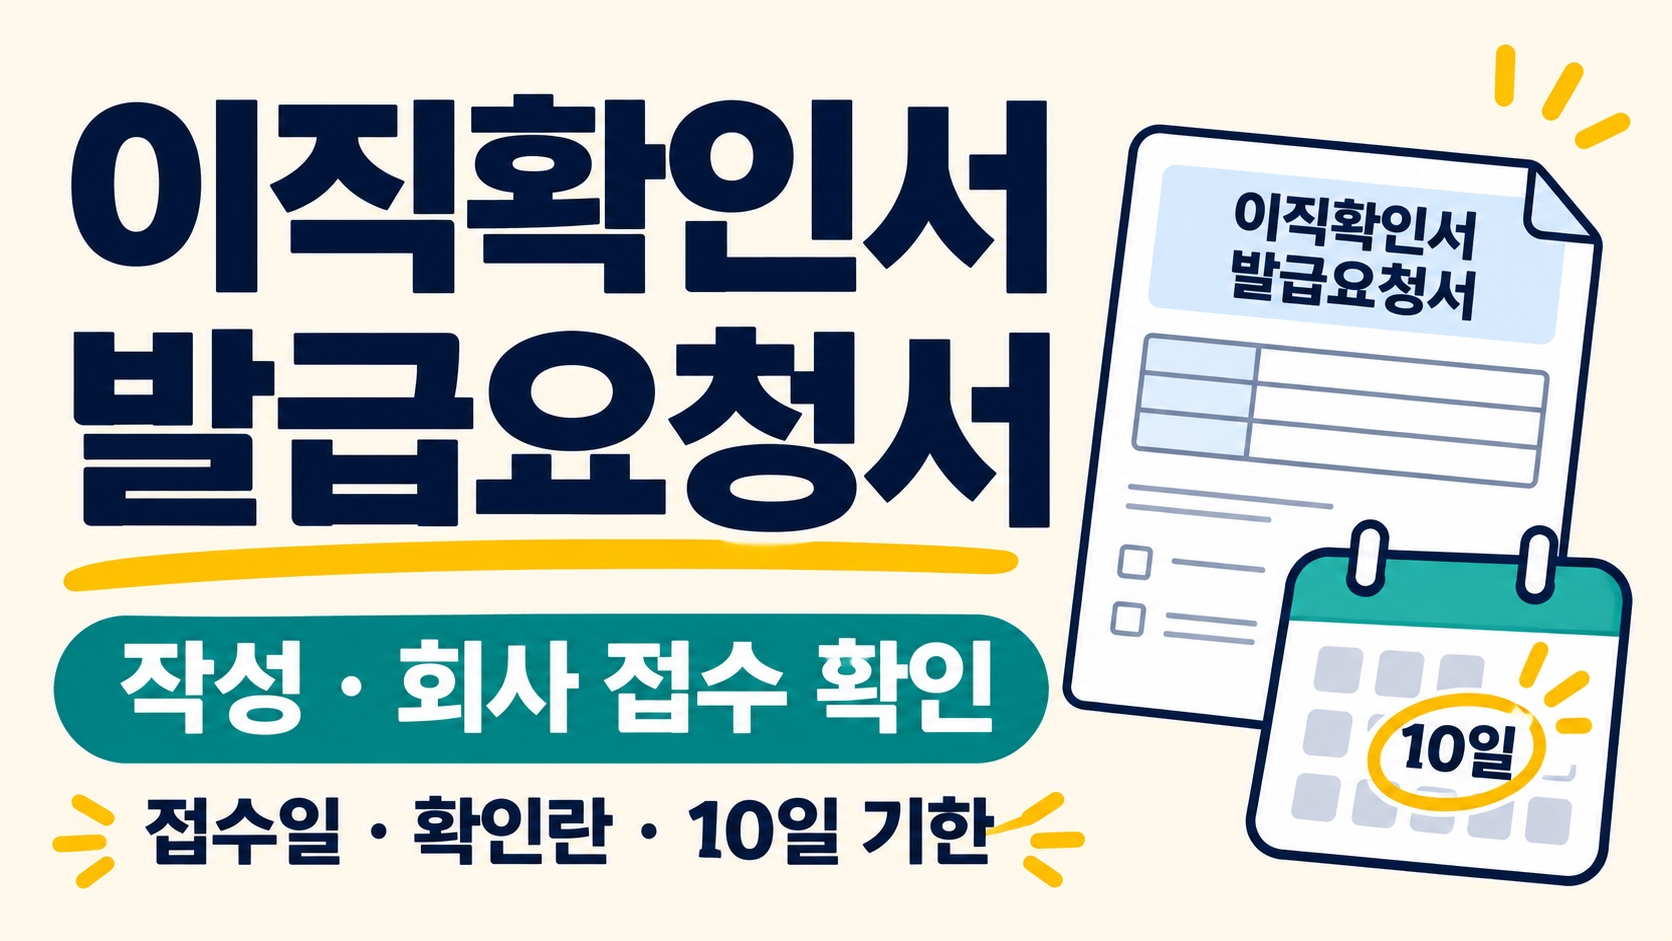 이직확인서
발급요청서
작성 · 회사 접수 확인
접수일 · 확인란 · 10일 기한
이직확인서
발급요청서
10일